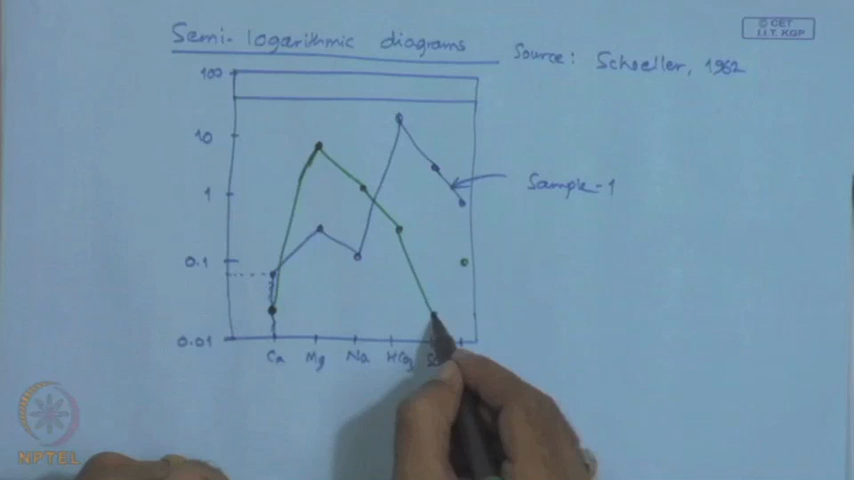 Semi-logarithmic diagrams
Source: Schoeller, 1962
© CET
I.I.T. KGP
100
10
1
0.1
0.01
Sample-1
Ca Mg Na HCO3
NPTEL